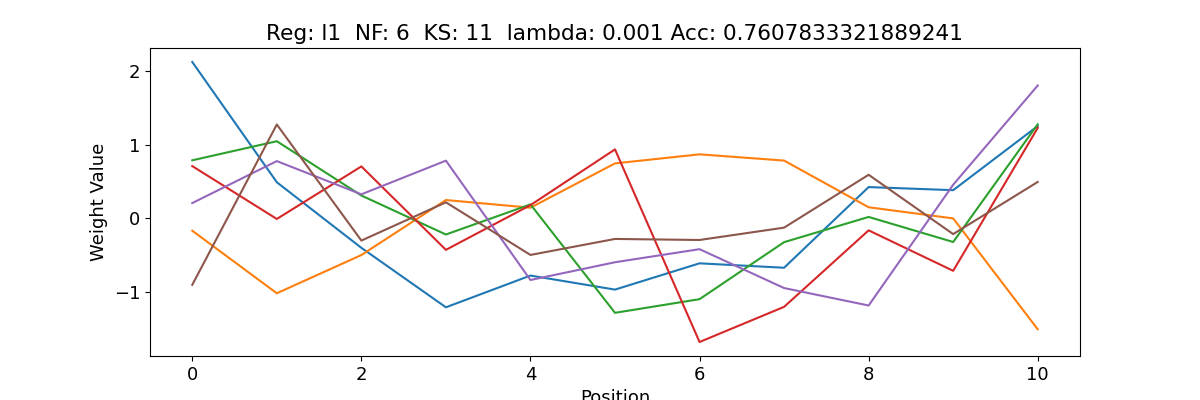 Reg: l1 NF: 6 KS: 11 lambda: 0.001 Acc: 0.7607833321889241
Weight Value
2
1
0
−1
0 2 4 6 8 10
Position